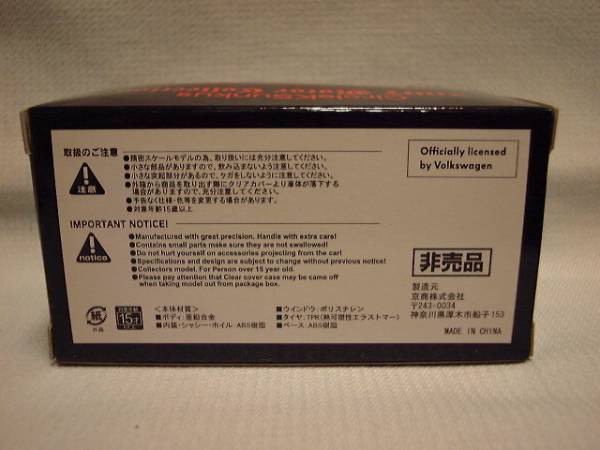 CircleKSunkus
取扱のご注意
注意
●精密スケールモデルの為、取り扱いには充分注意してください。
●小さな部品がありますので、飲み込まないよう注意してください。
●小さな突起部分があるので、ケガをしないように注意してください。
●外箱から商品を取り出す際にクリアカバーより車体が落下する
場合がありますので、充分注意してください。
●予告なく仕様・色等を変更する場合があります。
●対象年齢15歳以上
IMPORTANT NOTICE!
notice
●Manufactured with great precision. Handle with extra care!
●Contains small parts make sure they are not swallowed!
●Do not hurt yourself on accessories projecting from the car!
●Specifications and design are subject to change without previous notice!
●Collectors model. For Person over 15 year old.
●Please pay attention that Clear cover case may be came off
when taking model out from package box.
紙
15才
<本体材質>
■ボディ:亜鉛合金
■内装・シャシー・ホイル:ABS樹脂
■ウインドウ:ポリスチレン
■タイヤ:TPR(熱可塑性エラストマー)
■ベース:ABS樹脂
Officially licensed
by Volkswagen
非売品
製造元
京商株式会社
〒243-0034
神奈川県厚木市船子153
MADE IN CHINA